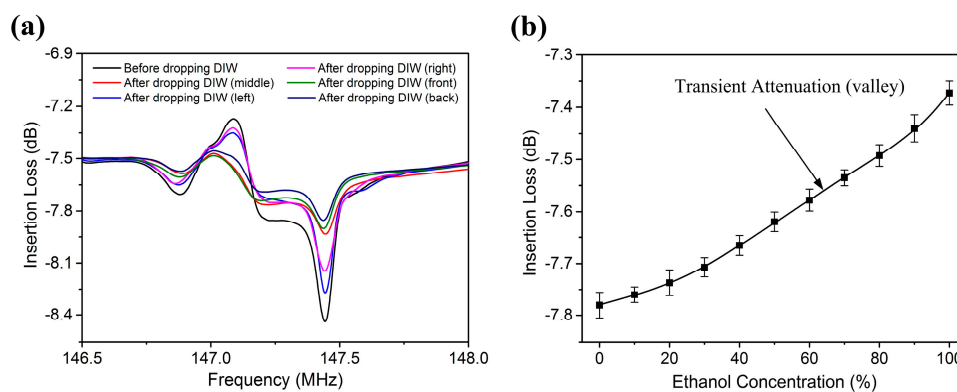 (a)
-6.9
-7.2
-7.5
-7.8
-8.1
-8.4
Insertion Loss (dB)
Before dropping DIW
After dropping DIW (middle)
After dropping DIW (left)
After dropping DIW (right)
After dropping DIW (front)
After dropping DIW (back)
146.5
147.0
147.5
148.0
Frequency (MHz)
(b)
-7.3
-7.4
-7.5
-7.6
-7.7
-7.8
Insertion Loss (dB)
Transient Attenuation (valley)
0
20
40
60
80
100
Ethanol Concentration (%)